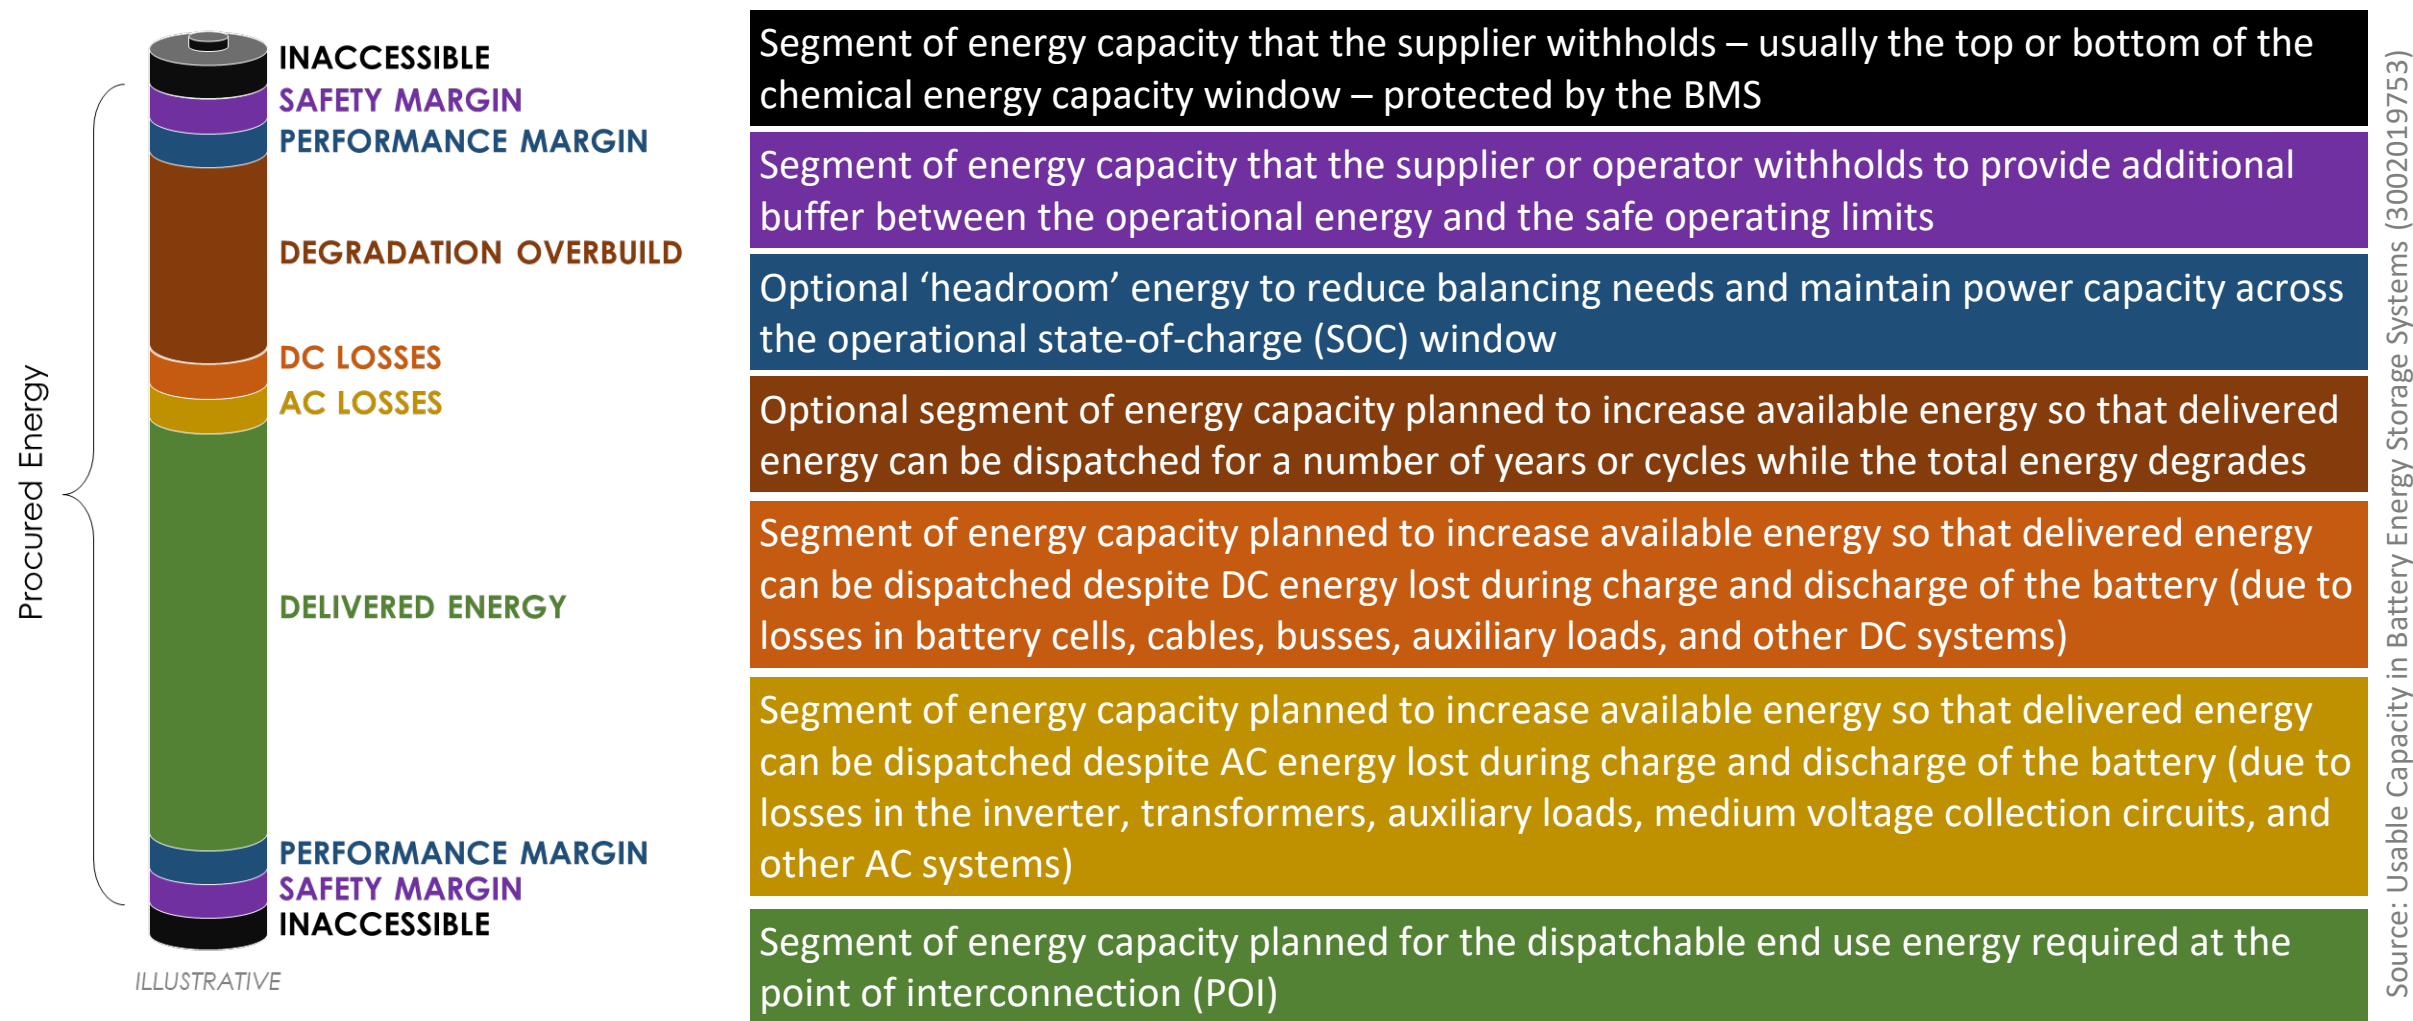 INACCESSIBLE
SAFETY MARGIN
PERFORMANCE MARGIN
DEGRADATION OVERBUILD
DC LOSSES
AC LOSSES
DELIVERED ENERGY
PERFORMANCE MARGIN
SAFETY MARGIN
INACCESSIBLE
Procured Energy
ILLUSTRATIVE
Segment of energy capacity that the supplier withholds – usually the top or bottom of the
chemical energy capacity window – protected by the BMS
Segment of energy capacity that the supplier or operator withholds to provide additional
buffer between the operational energy and the safe operating limits
Optional ‘headroom’ energy to reduce balancing needs and maintain power capacity across
the operational state-of-charge (SOC) window
Optional segment of energy capacity planned to increase available energy so that delivered
energy can be dispatched for a number of years or cycles while the total energy degrades
Segment of energy capacity planned to increase available energy so that delivered energy
can be dispatched despite DC energy lost during charge and discharge of the battery (due to
losses in battery cells, cables, busses, auxiliary loads, and other DC systems)
Segment of energy capacity planned to increase available energy so that delivered energy
can be dispatched despite AC energy lost during charge and discharge of the battery (due to
losses in the inverter, transformers, auxiliary loads, medium voltage collection circuits, and
other AC systems)
Segment of energy capacity planned for the dispatchable end use energy required at the
point of interconnection (POI)
Source: Usable Capacity in Battery Energy Storage Systems (3002019753)